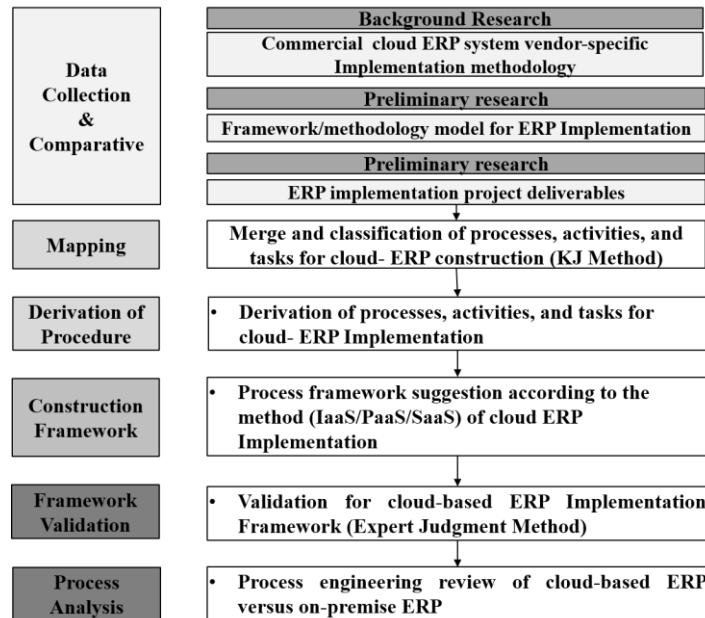 Data
Collection
&
Comparative
Background Research
Commercial cloud ERP system vendor-specific
Implementation methodology
Preliminary research
Framework/methodology model for ERP Implementation
Preliminary research
ERP implementation project deliverables
Mapping
Merge and classification of processes, activities, and
tasks for cloud- ERP construction (KJ Method)
Derivation of
Procedure
• Derivation of processes, activities, and tasks for
cloud- ERP Implementation
Construction
Framework
• Process framework suggestion according to the
method (IaaS/PaaS/SaaS) of cloud ERP
Implementation
Framework
Validation
• Validation for cloud-based ERP Implementation
Framework (Expert Judgment Method)
Process
Analysis
• Process engineering review of cloud-based ERP
versus on-premise ERP